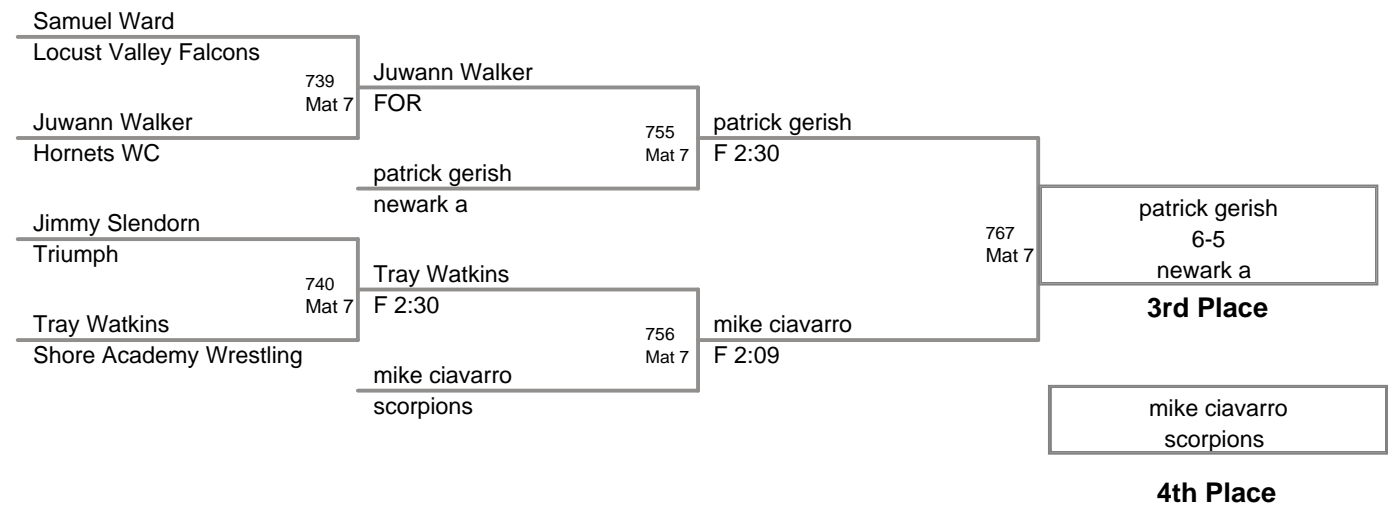 Samuel Ward
Locust Valley Falcons
739
Mat 7
Juwann Walker
Hornets WC
Juwann Walker
FOR
755
Mat 7
patrick gerish
newark a
patrick gerish
F 2:30
Jimmy Slendorn
Triumph
740
Mat 7
Tray Watkins
Shore Academy Wrestling
Tray Watkins
F 2:30
756
Mat 7
mike ciavarro
scorpions
mike ciavarro
F 2:09
767
Mat 7
patrick gerish
6-5
newark a
3rd Place
mike ciavarro
scorpions
4th Place